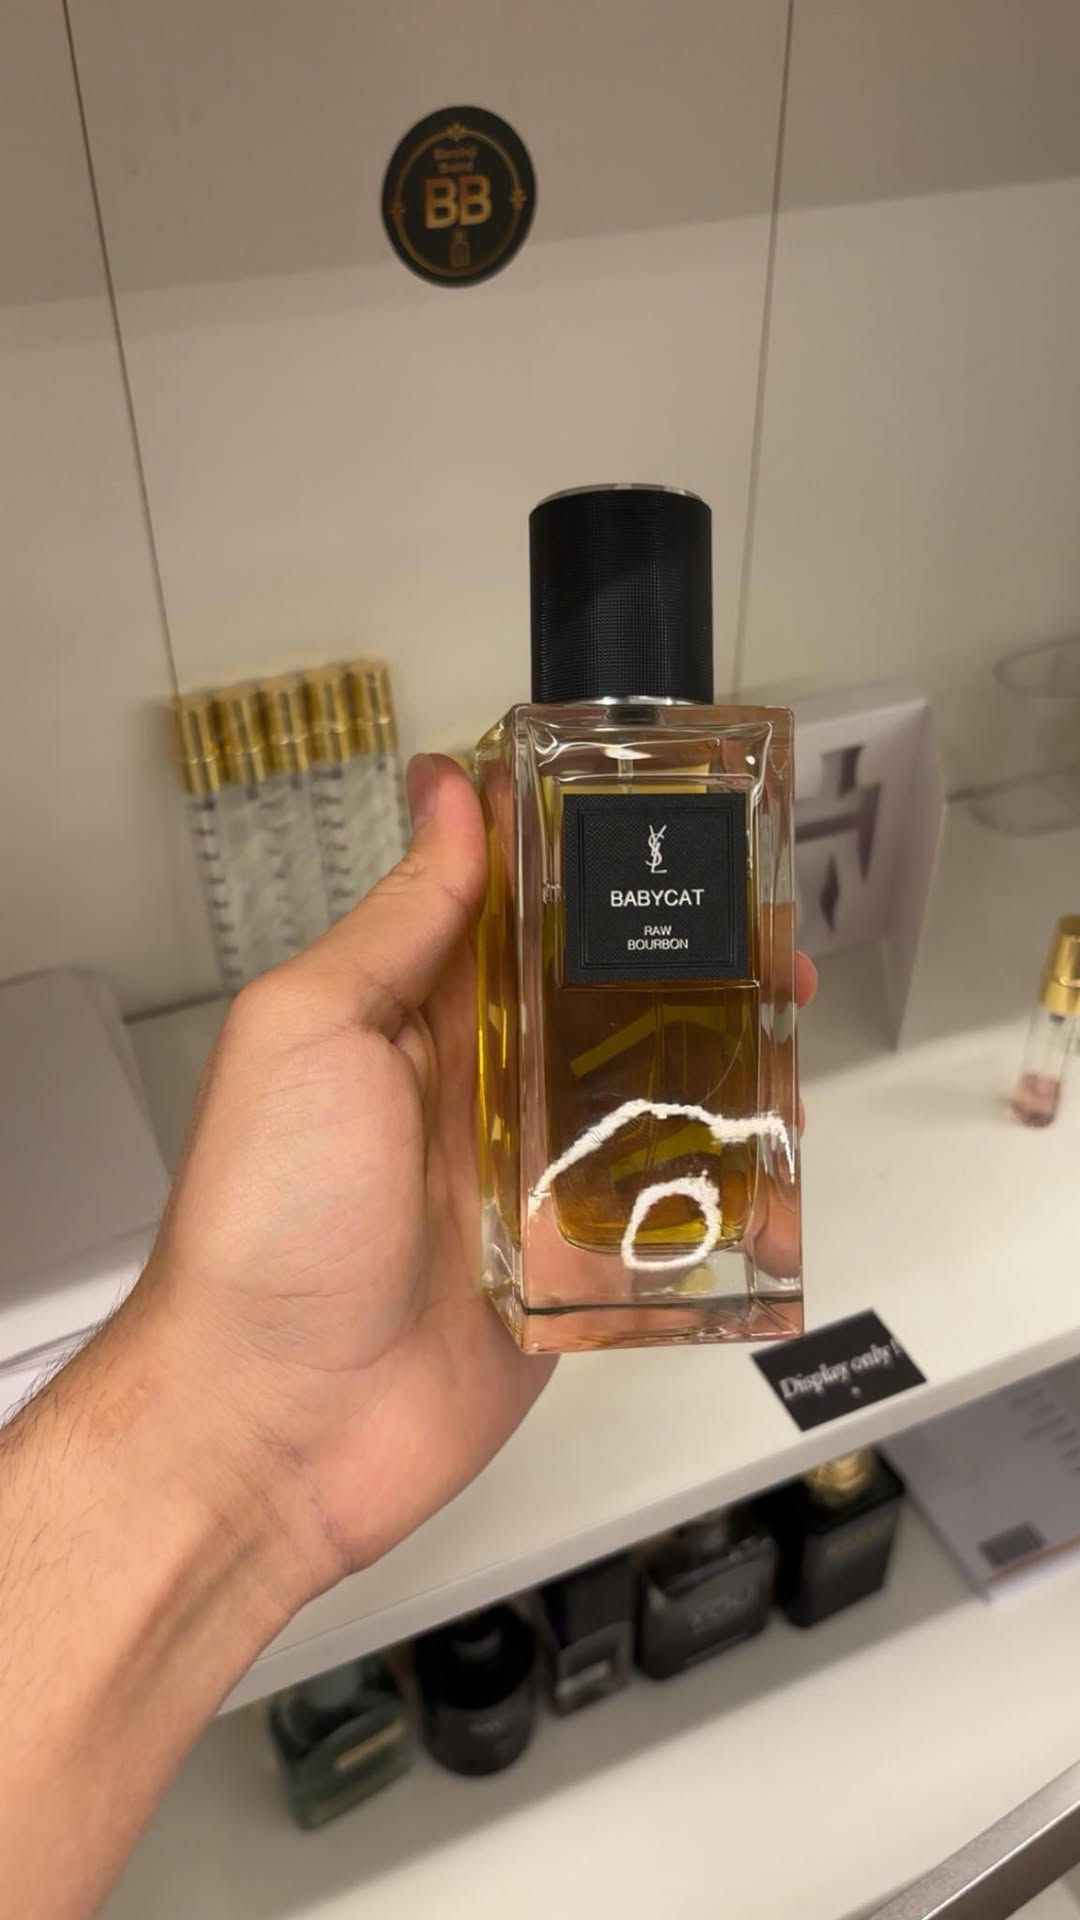 BB
YSL
BABYCAT
RAW
BOURBON
Display only !